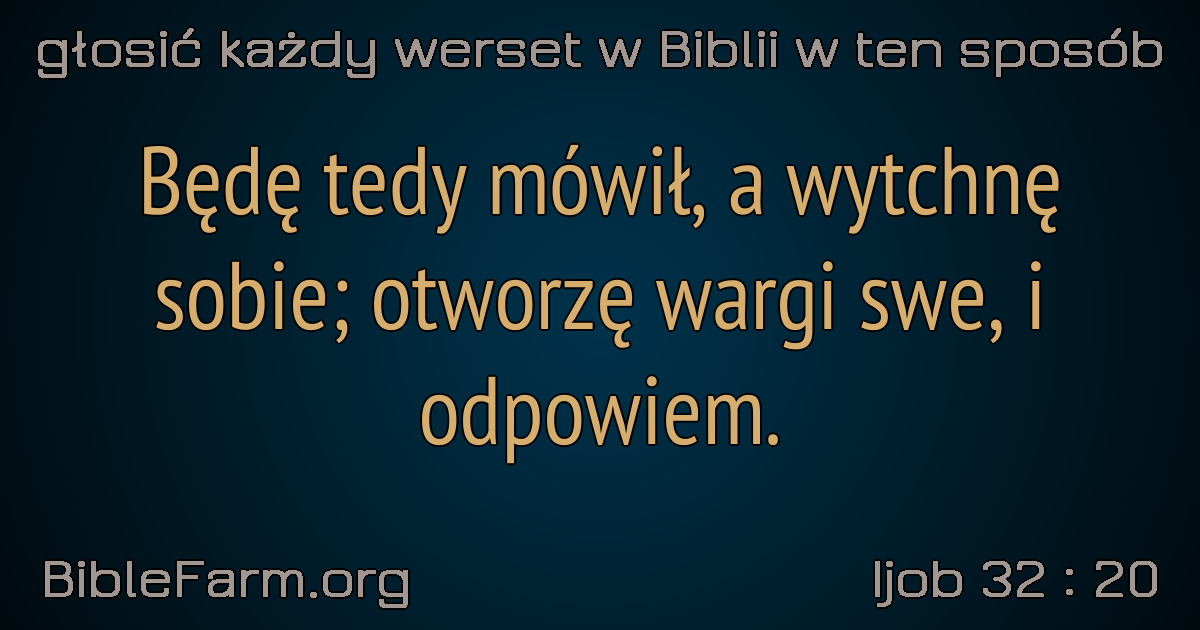 głosić każdy werset w Biblii w ten sposób
Będę tedy mówił, a wytchnę
sobie; otworzę wargi swe, i
odpowiem.
BibleFarm.org
Ijob 32 : 20